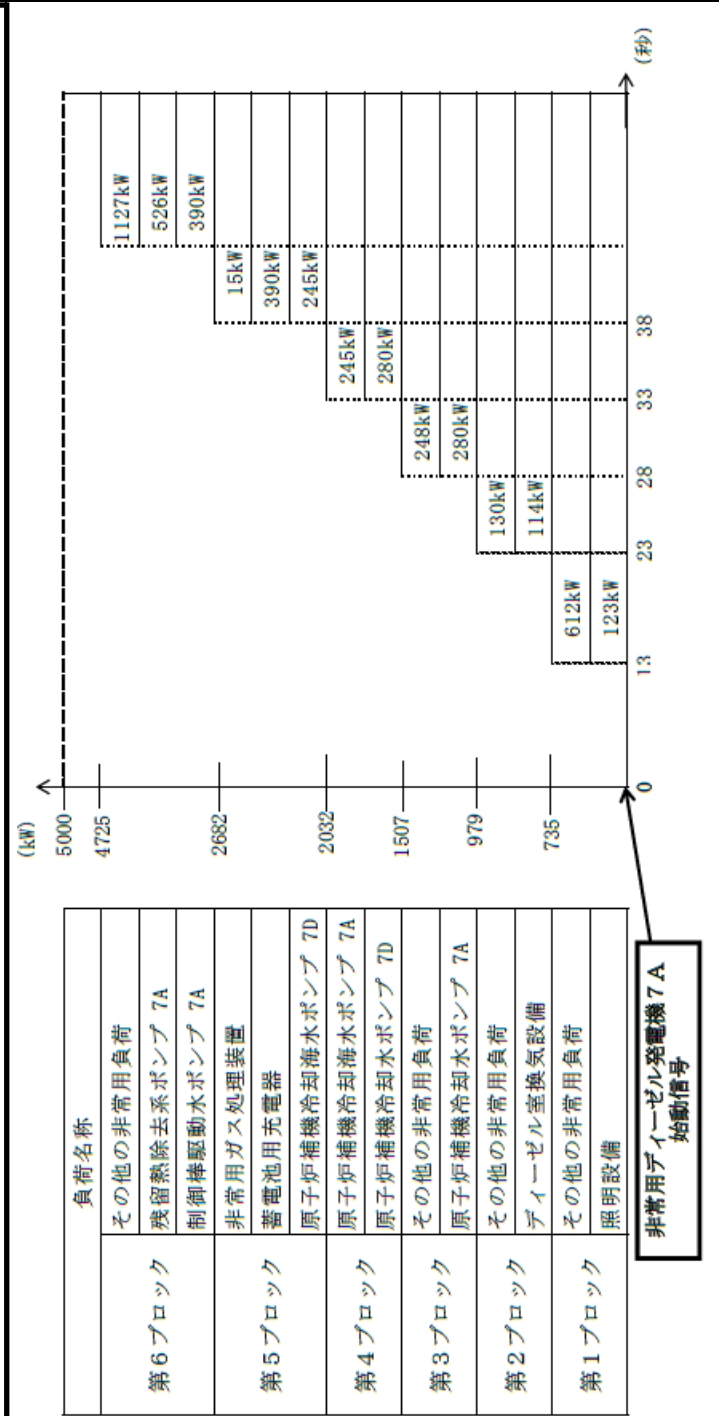 負荷名称
第6ブロック
その他の非常用負荷
残留熱除去系ポンプ 7A
制御棒駆動水ポンプ 7A
第5ブロック
非常用ガス処理装置
蓄電池用充電器
原子炉補機冷却海水ポンプ 7D
第4ブロック
原子炉補機冷却海水ポンプ 7A
原子炉補機冷却水ポンプ 7D
第3ブロック
その他の非常用負荷
原子炉補機冷却水ポンプ 7A
第2ブロック
その他の非常用負荷
ディーゼル室換気設備
第1ブロック
その他の非常用負荷
照明設備
非常用ディーゼル発電機7A
始動信号
(kW)
5000
4725
2682
2032
1507
979
735
1127kW
526kW
390kW
15kW
390kW
245kW
245kW
280kW
248kW
280kW
130kW
114kW
612kW
123kW
0
13
23
28
33
38
(秒)